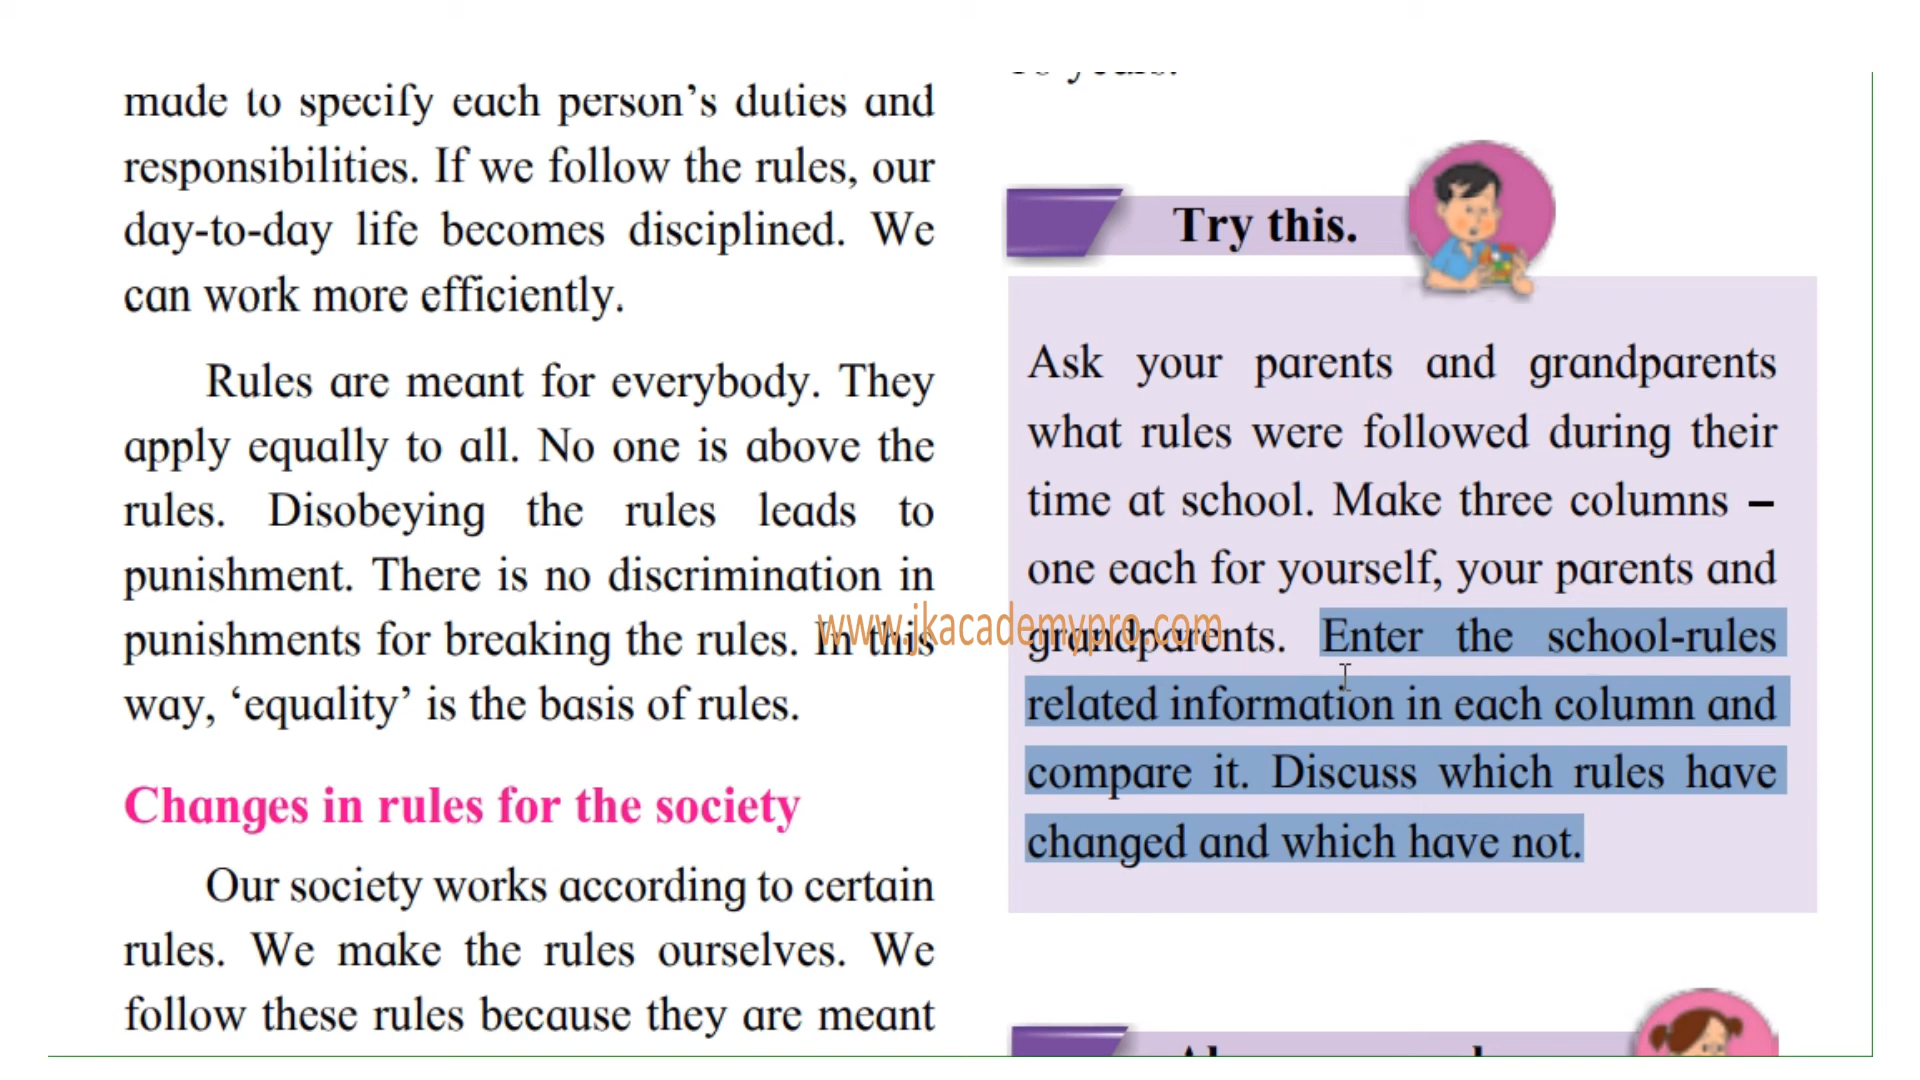 made to specify each person's duties and
responsibilities. If we follow the rules, our
day-to-day life becomes disciplined. We
can work more efficiently.
Rules are meant for everybody. They
apply equally to all. No one is above the
rules. Disobeying the rules leads to
punishment. There is no discrimination in
punishments for breaking the rules. In this
way, ‘equality’ is the basis of rules.
Changes in rules for the society
Our society works according to certain
rules. We make the rules ourselves. We
follow these rules because they are meant
Try this.
Ask your parents and grandparents
what rules were followed during their
time at school. Make three columns –
one each for yourself, your parents and
grandparents. Enter the school-rules
related information in each column and
compare it. Discuss which rules have
changed and which have not.
www.jkacademypro.com